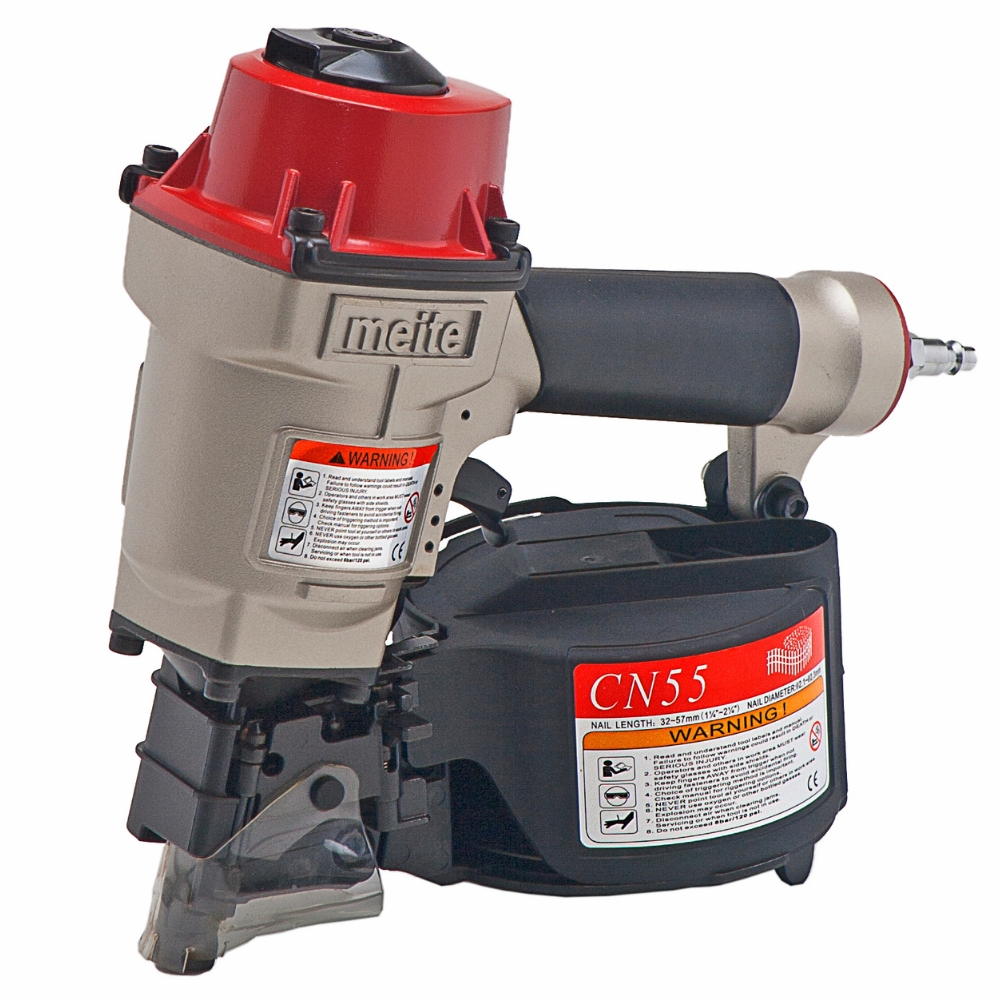 meite
WARNING!
1. Read and understand tool labels and manual.
Failure to follow warnings could result in DEATH or
SERIOUS INJURY.
2. Operators and others in work area MUST wear
safety glasses with side shields.
3. Keep fingers AWAY from trigger when not
driving fasteners to avoid accidental firing.
4. Choice of triggering method is important.
Check manual for triggering options.
5. NEVER point tool at yourself or others in work area.
6. NEVER use oxygen or other bottled gases.
Explosion may occur.
7. Disconnect air when clearing jams.
Servicing or when tool is not in use.
8. Do not exceed 8bar/120 psi.
CE
CN55
NAIL LENGTH: 32~57mm (1¼"~2¼") NAIL DIAMETER:
WARNING!
1. Read and understand tool labels and manual.
Failure to follow warnings could result in DEATH or
SERIOUS INJURY.
2. Operators and others in work area MUST wear
safety glasses with side shields.
3. Keep fingers AWAY from trigger when not
driving fasteners to avoid accidental firing.
4. Choice of triggering method is important.
Check manual for triggering options.
5. NEVER point tool at yourself or others in work area.
6. NEVER use oxygen or other bottled gases.
Explosion may occur.
7. Disconnect air when clearing jams.
Servicing or when tool is not in use.
8. Do not exceed 8bar/120 psi.
CE